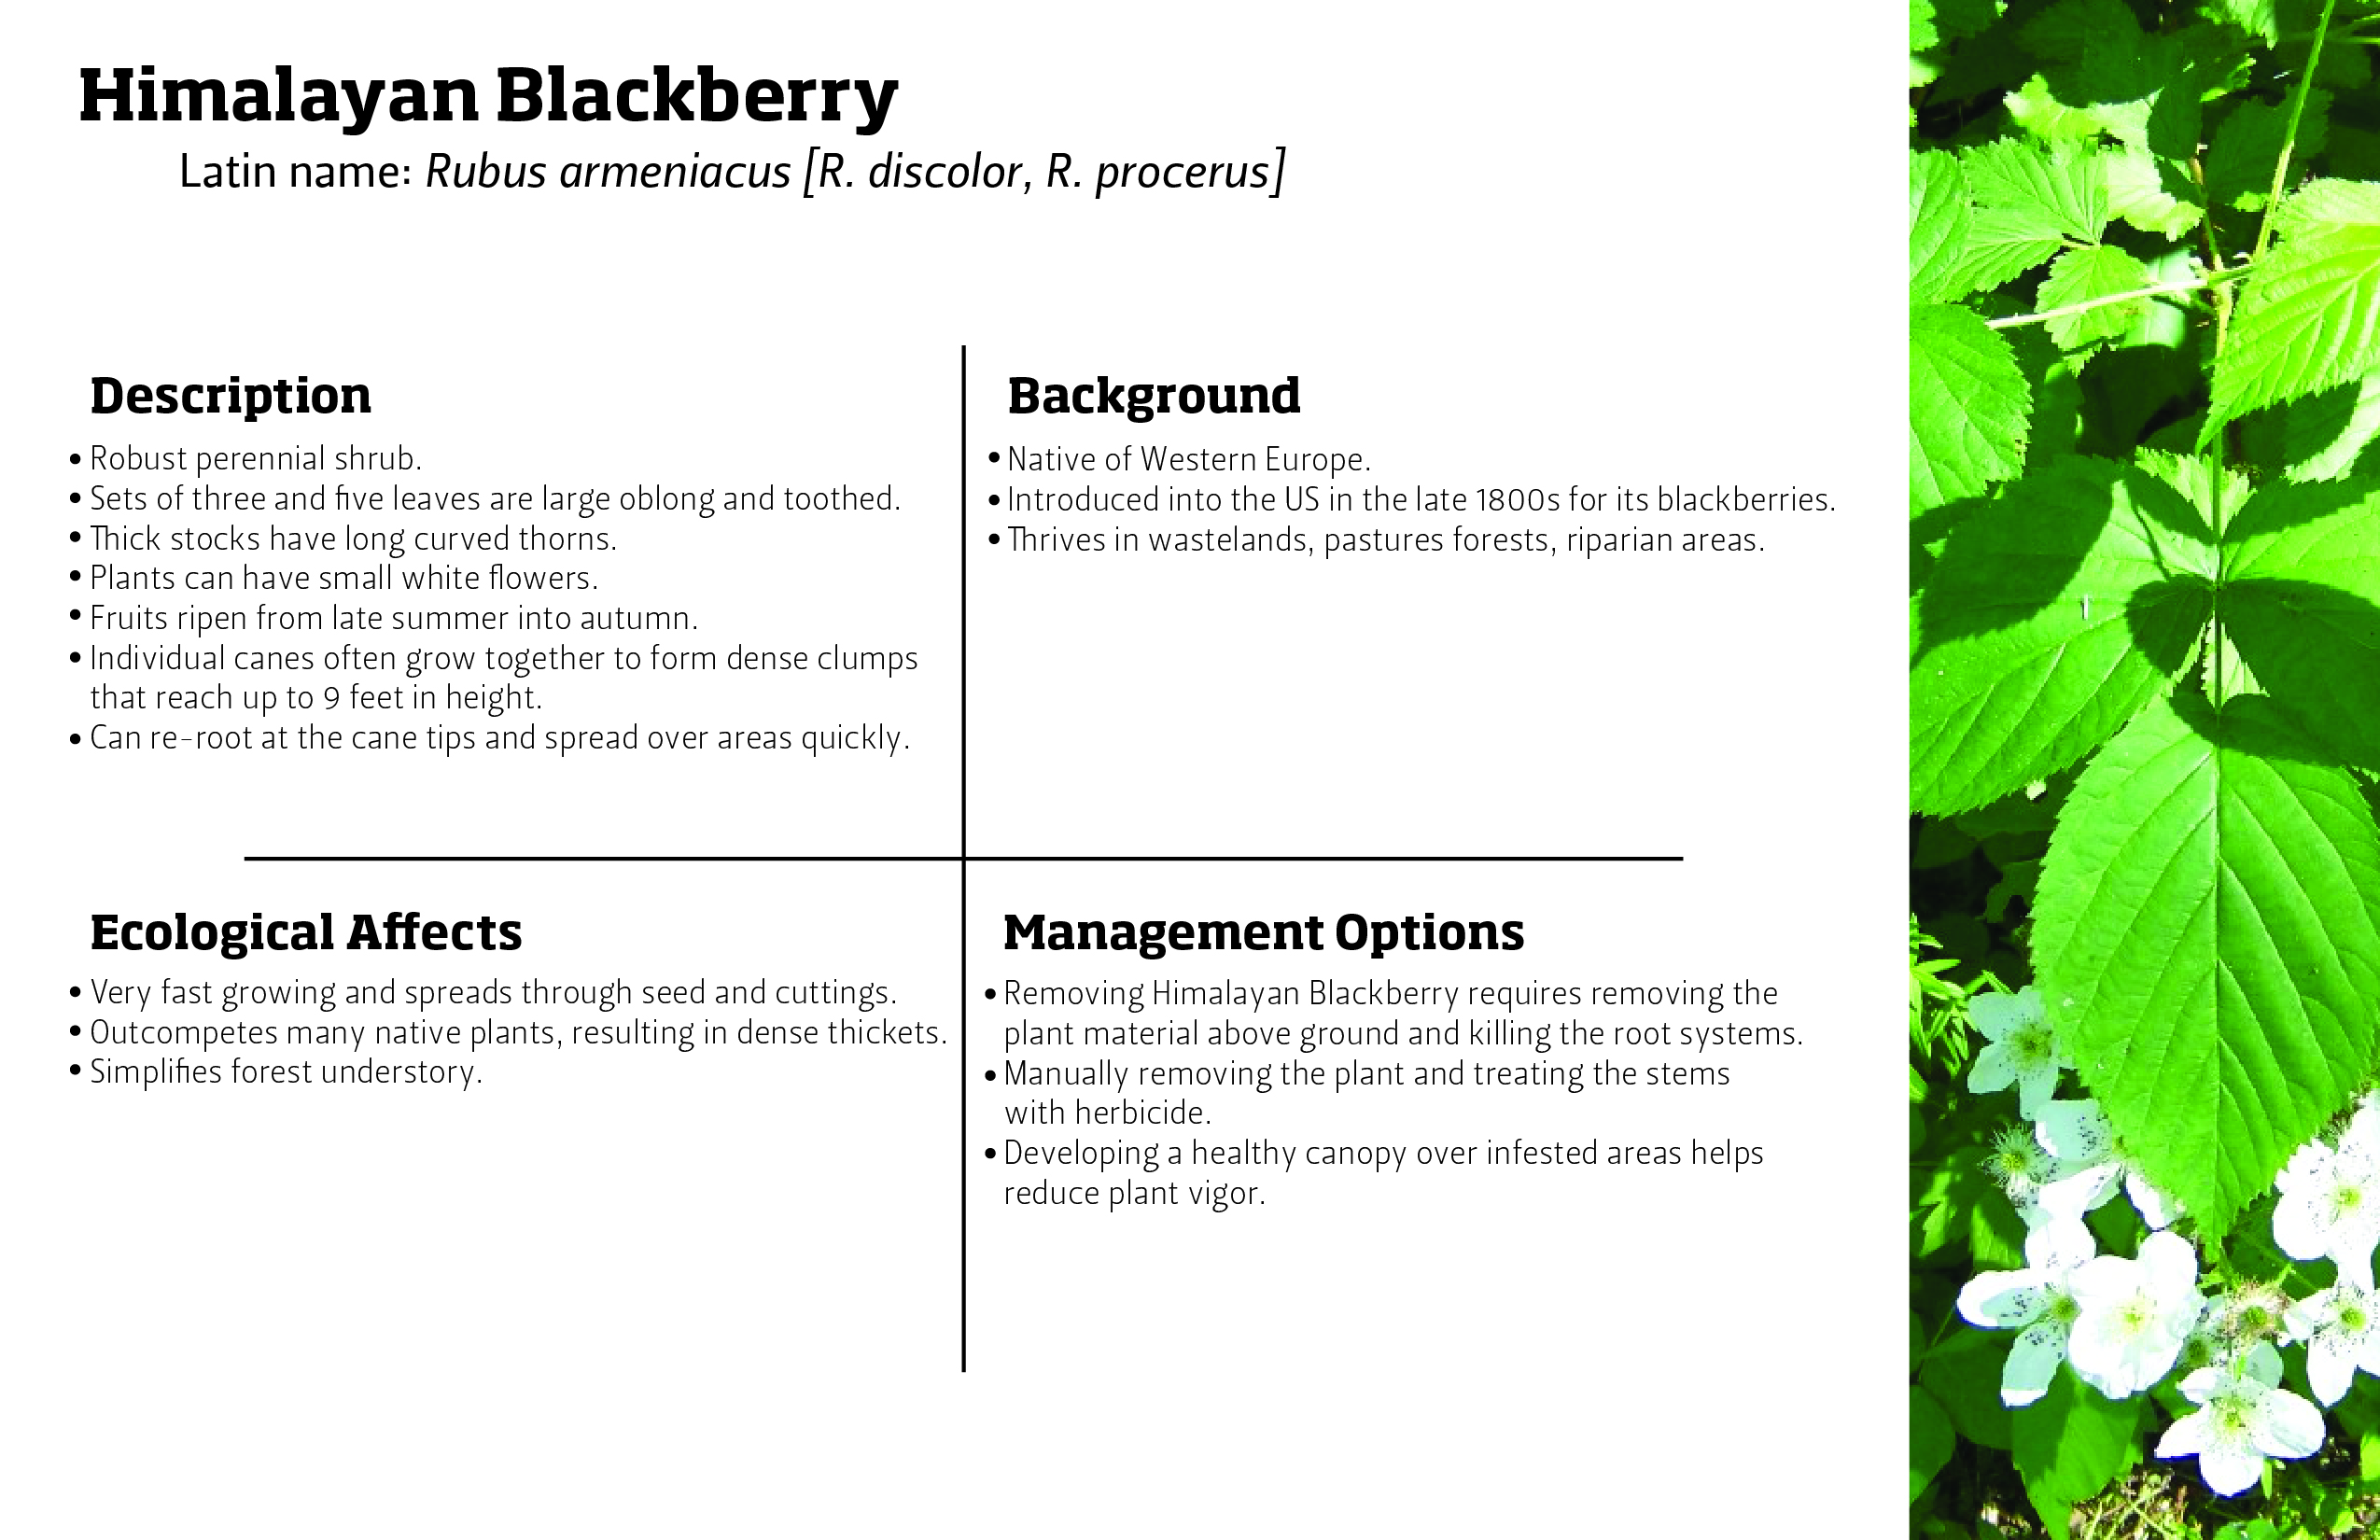 Himalayan Blackberry
Latin name: Rubus armeniacus [R. discolor, R. procerus]
Description
• Robust perennial shrub.
• Sets of three and five leaves are large oblong and toothed.
• Thick stocks have long curved thorns.
• Plants can have small white flowers.
• Fruits ripen from late summer into autumn.
• Individual canes often grow together to form dense clumps
that reach up to 9 feet in height.
• Can re-root at the cane tips and spread over areas quickly.
Background
• Native of Western Europe.
• Introduced into the US in the late 1800s for its blackberries.
• Thrives in wastelands, pastures forests, riparian areas.
Ecological Affects
• Very fast growing and spreads through seed and cuttings.
• Outcompetes many native plants, resulting in dense thickets.
• Simplifies forest understory.
Management Options
• Removing Himalayan Blackberry requires removing the
plant material above ground and killing the root systems.
• Manually removing the plant and treating the stems
with herbicide.
• Developing a healthy canopy over infested areas helps
reduce plant vigor.